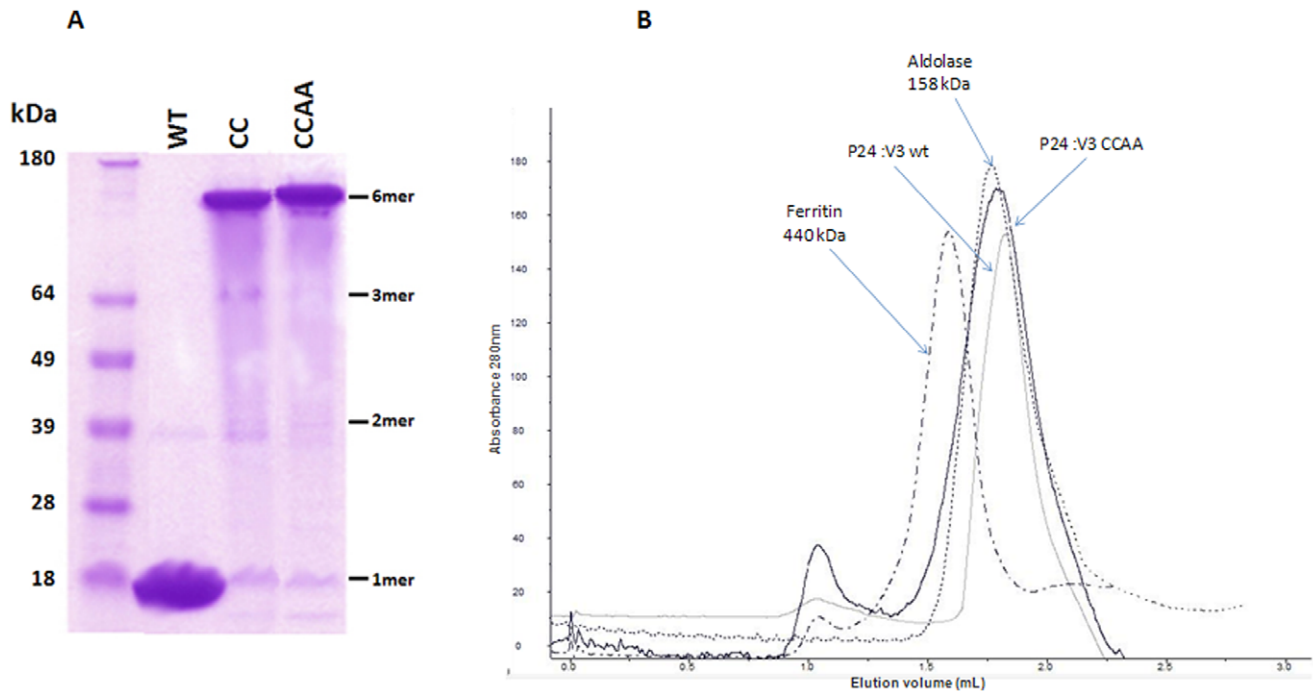 A
kDa
WT
CC
CCAA
180
64
49
39
28
18
6mer
3mer
2mer
1mer
B
Aldolase
158 kDa
P24 :V3 wt
P24 :V3 CCAA
Ferritin
440 kDa
Absorbance 280nm
180
160
140
120
100
80
60
40
20
0
0.0
0.5
1.0
1.5
2.0
2.5
3.0
Elution volume (mL)